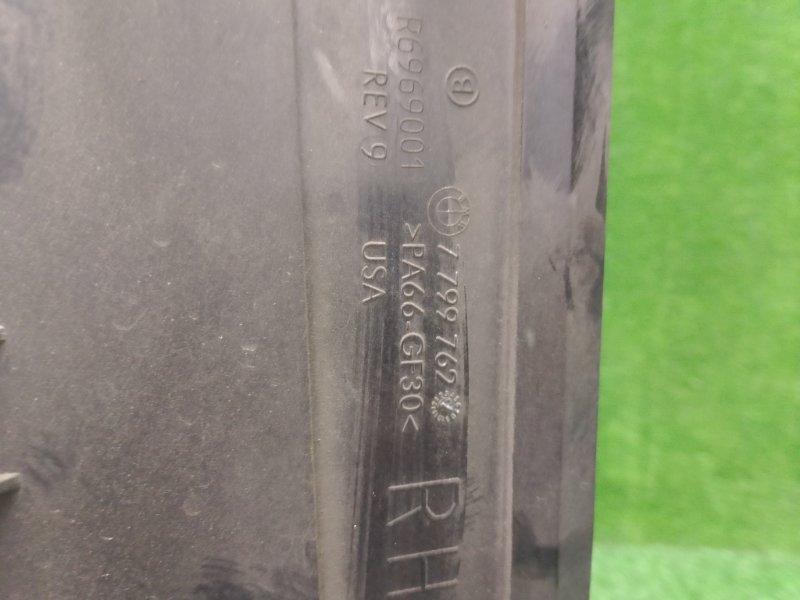 B
R6969001
REV 9
7 799 762
>PA66-GF30<
USA
RH